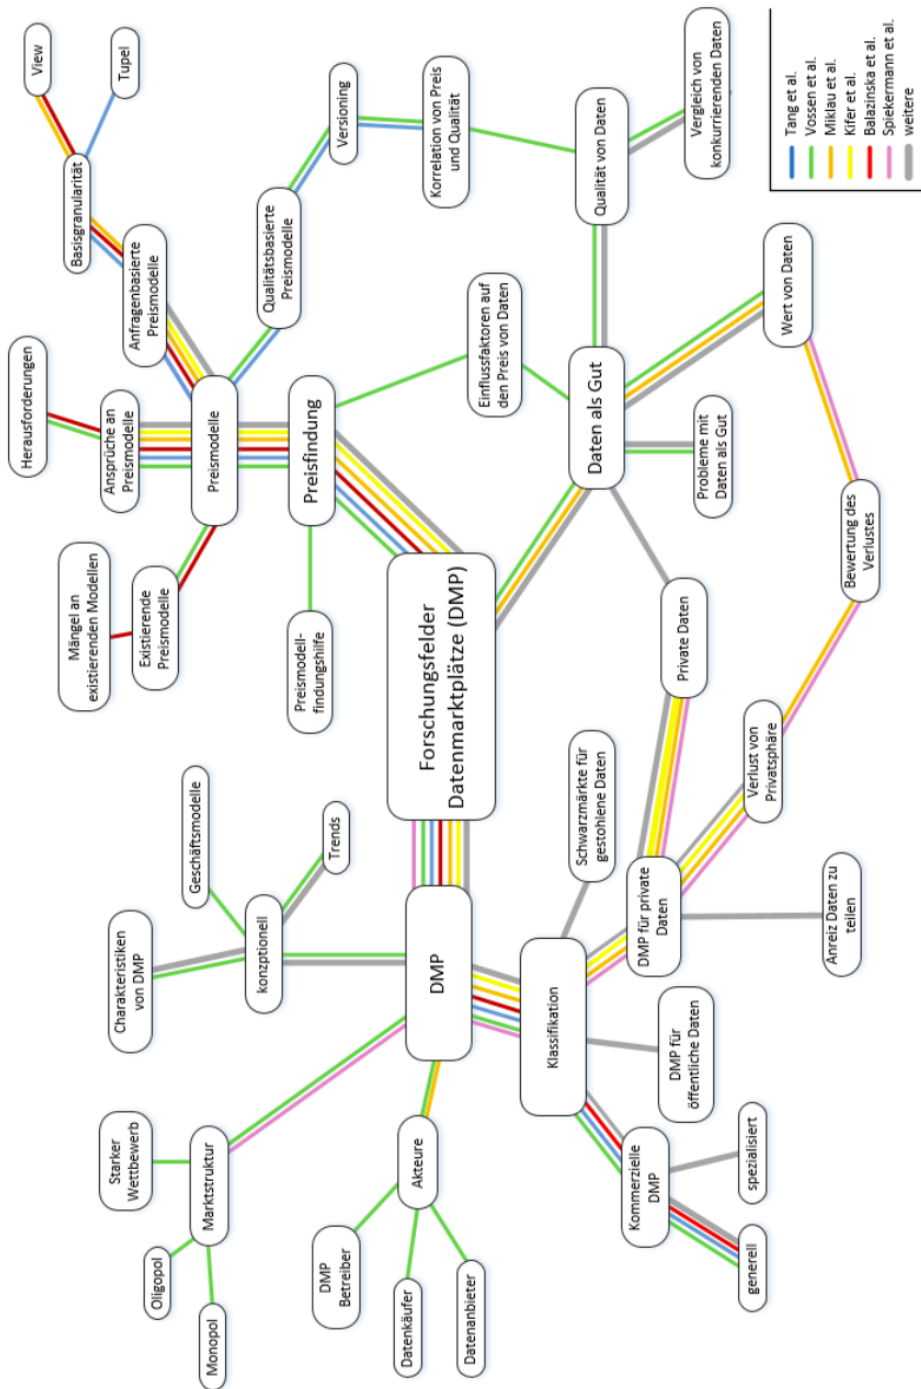 Monopol
Oligopol
Starker
Wettbewerb
Marktstruktur
Charakteristiken
von DMP
Geschäftsmodelle
konzptionell
Trends
DMP
Betreiber
Datenkäufer
Datenanbieter
Akteure
DMP
Klassifikation
Kommerzielle
DMP
generell
spezialisiert
DMP für
öffentliche Daten
Schwarzmärkte für
gestohlene Daten
DMP für private
Daten
Anreiz Daten zu
teilen
Verlust von
Privatsphäre
Bewertung des
Verlustes
Private Daten
Forschungsfelder
Datenmarktplätze (DMP)
Mängel an
existierenden Modellen
Existierende
Preismodelle
Preismodell-
findungshilfe
Herausforderungen
Ansprüche an
Preismodelle
Preismodelle
Preisfindung
View
Tupel
Basisgranularität
Anfragenbasierte
Preismodelle
Qualitätsbasierte
Preismodelle
Versioning
Korrelation von Preis
und Qualität
Einflussfaktoren auf
den Preis von Daten
Daten als Gut
Probleme mit
Daten als Gut
Qualität von Daten
Vergleich von
konkurrierenden Daten
Wert von Daten
Tang et al.
Vossen et al.
Miklau et al.
Kifer et al.
Balazinska et al.
Spiekermann et al.
weitere